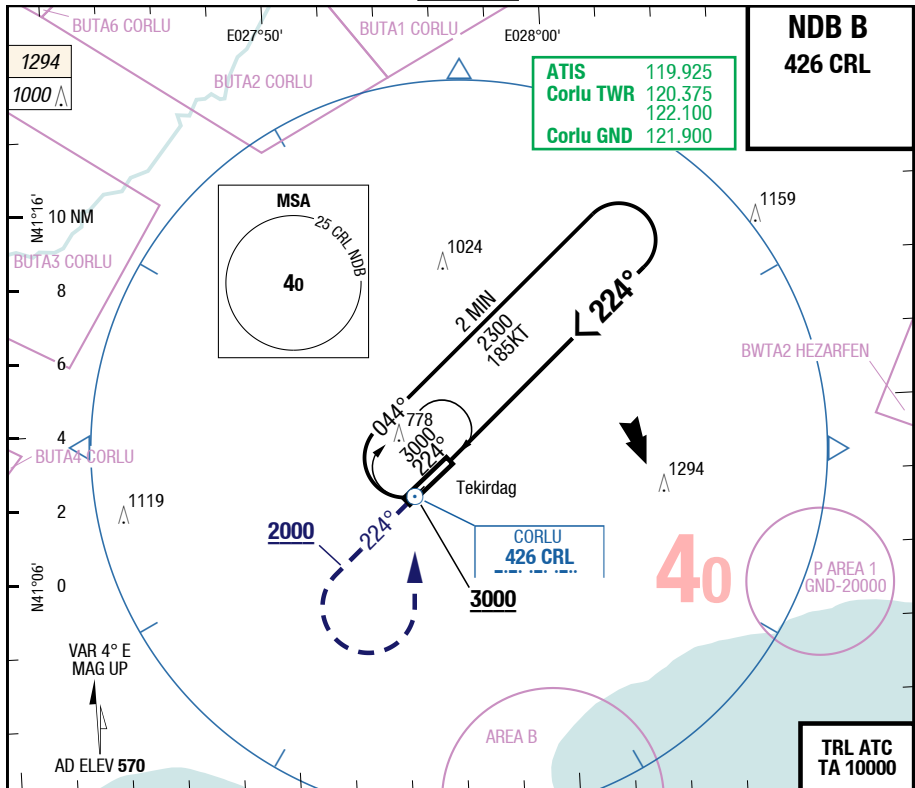 BUTA6 CORLU
E027°50'
BUTA1 CORLU
E028°00'
NDB B
426 CRL
1294
1000
BUTA2 CORLU
ATIS 119.925
Corlu TWR 120.375
122.100
Corlu GND 121.900
MSA
25 CRL NDB
40
N41°16'
10 NM
1159
BUTA3 CORLU
1024
8
2 MIN
2300
185KT
224°
6
BWTA2 HEZARFEN
044°
778
3000
224°
4
BUTA4 CORLU
1294
Tekirdag
1119
2
2000
224°
CORLU
426 CRL
40
P AREA 1
GND-20000
N41°06'
0
3000
VAR 4° E
MAG UP
AREA B
AD ELEV 570
TRL ATC
TA 10000